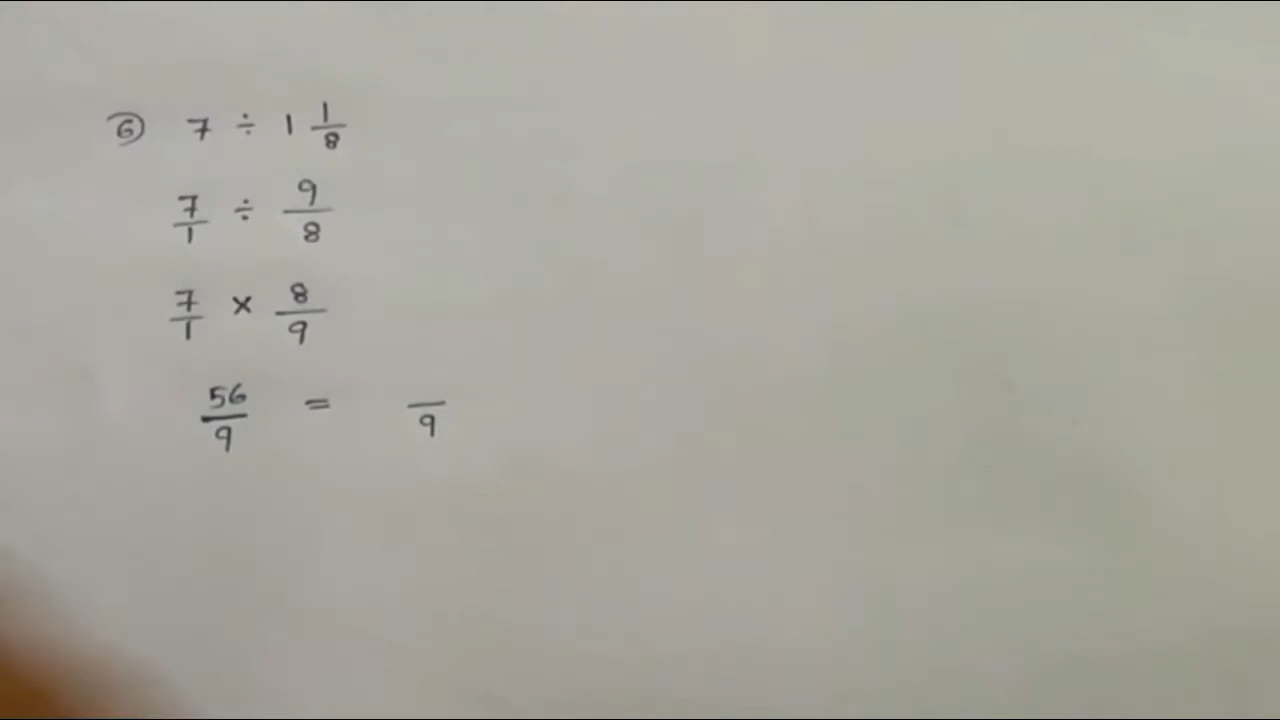 ⑥ 7 ÷ 1 1/8
7/1 ÷ 9/8
7/1 × 8/9
56/9 = /9